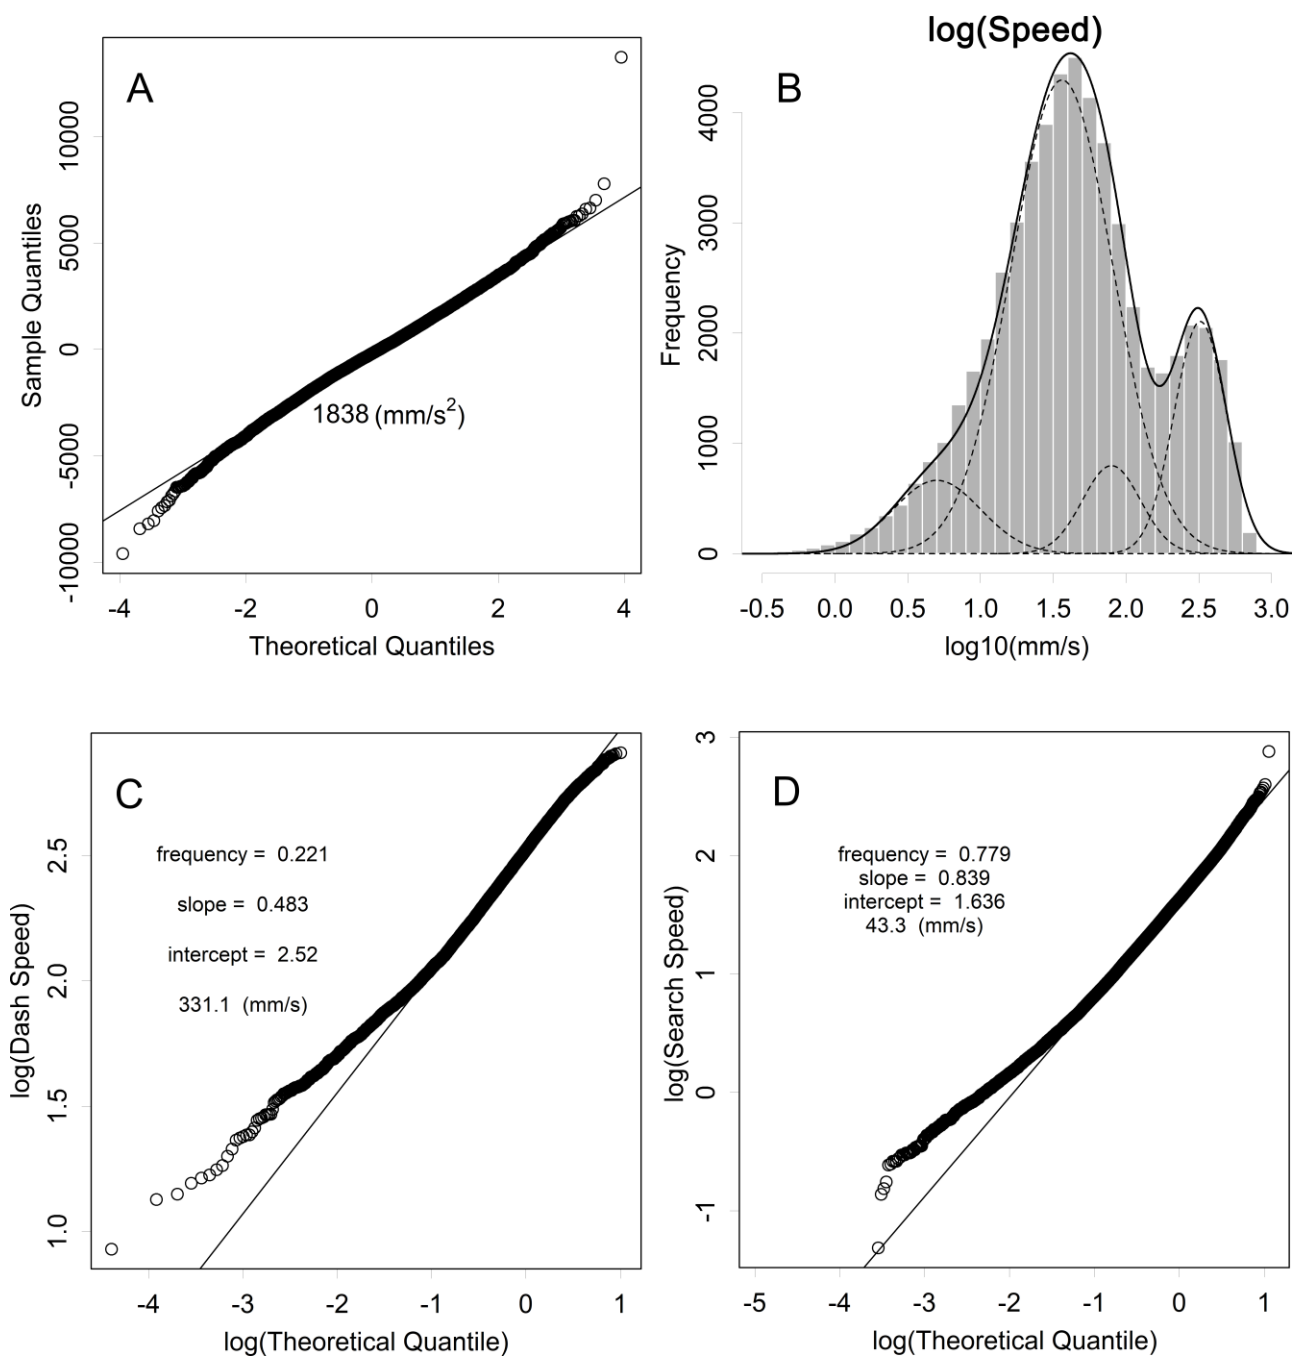 A
Sample Quantiles
10000
5000
0
-5000
-10000
1838 (mm/s²)
-4 -2 0 2 4
Theoretical Quantiles
log(Speed)
B
Frequency
4000
3000
2000
1000
0
-0.5 0.0 0.5 1.0 1.5 2.0 2.5 3.0
log10(mm/s)
C
log(Dash Speed)
2.5
2.0
1.5
1.0
frequency = 0.221
slope = 0.483
intercept = 2.52
331.1 (mm/s)
-4 -3 -2 -1 0 1
log(Theoretical Quantile)
D
log(Search Speed)
3
2
1
0
-1
frequency = 0.779
slope = 0.839
intercept = 1.636
43.3 (mm/s)
-5 -4 -3 -2 -1 0 1
log(Theoretical Quantile)